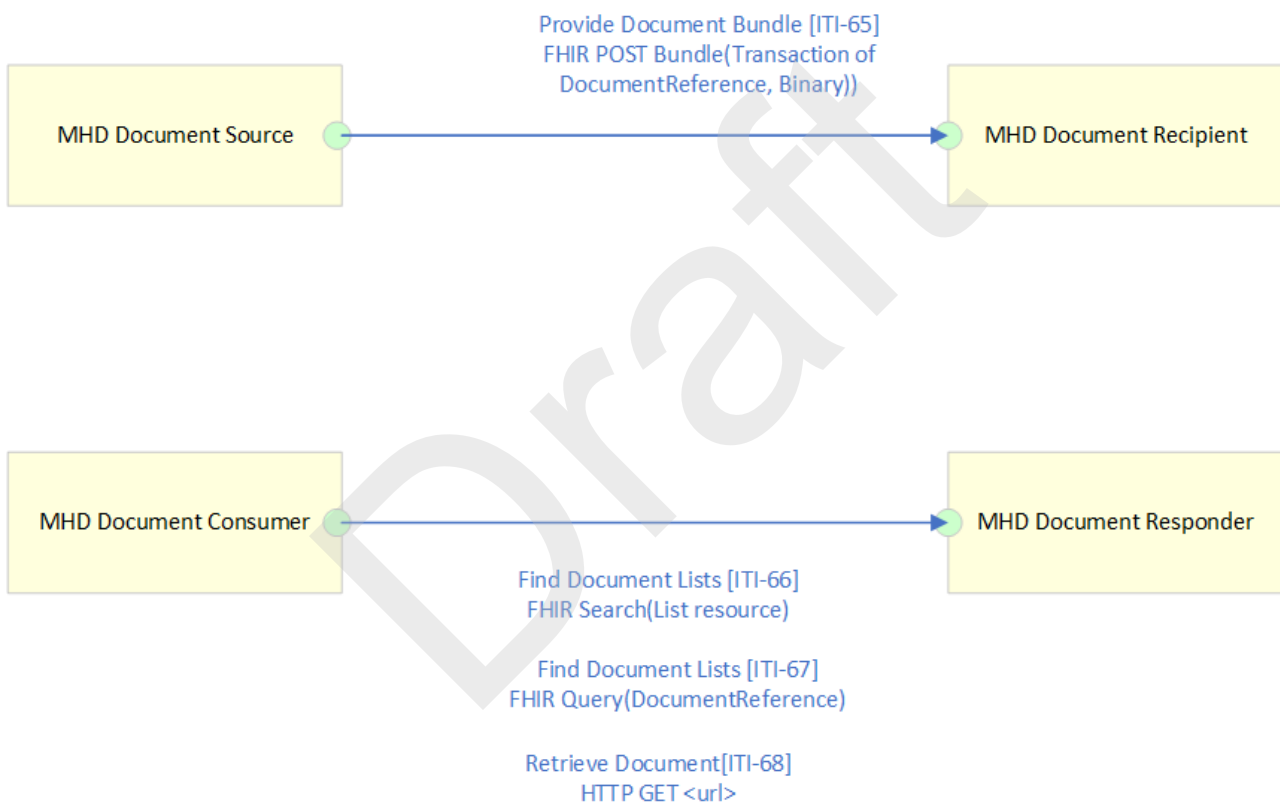 Provide Document Bundle [ITI-65]
FHIR POST Bundle(Transaction of
DocumentReference, Binary))
MHD Document Source
MHD Document Recipient
Draft
MHD Document Consumer
MHD Document Responder
Find Document Lists [ITI-66]
FHIR Search(List resource)
Find Document Lists [ITI-67]
FHIR Query(DocumentReference)
Retrieve Document[ITI-68]
HTTP GET <url>